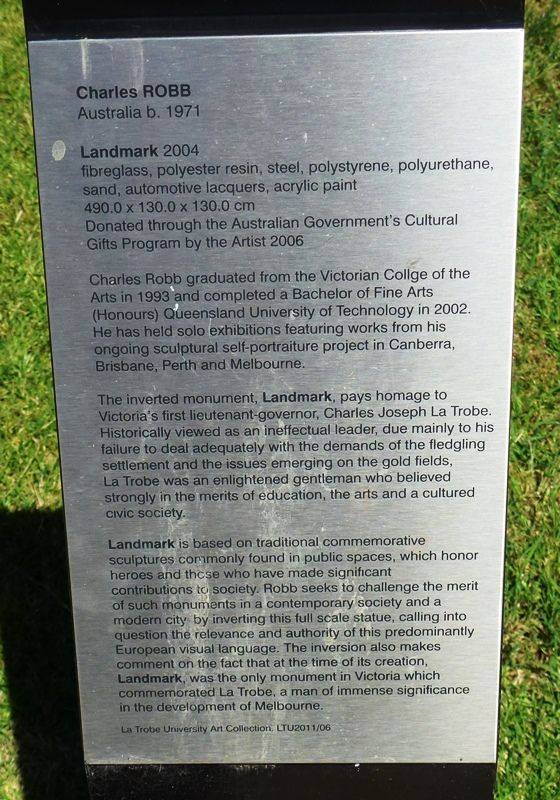 Charles ROBB
Australia b. 1971
Landmark 2004
fibreglass, polyester resin, steel, polystyrene, polyurethane,
sand, automotive lacquers, acrylic paint
490.0 x 130.0 x 130.0 cm
Donated through the Australian Government's Cultural
Gifts Program by the Artist 2006
Charles Robb graduated from the Victorian Collge of the
Arts in 1993 and completed a Bachelor of Fine Arts
(Honours) Queensland University of Technology in 2002.
He has held solo exhibitions featuring works from his
ongoing sculptural self-portraiture project in Canberra,
Brisbane, Perth and Melbourne.
The inverted monument, Landmark, pays homage to
Victoria's first lieutenant-governor, Charles Joseph La Trobe.
Historically viewed as an ineffectual leader, due mainly to his
failure to deal adequately with the demands of the fledgling
settlement and the issues emerging on the gold fields,
La Trobe was an enlightened gentleman who believed
strongly in the merits of education, the arts and a cultured
civic society.
Landmark is based on traditional commemorative
sculptures commonly found in public spaces, which honor
heroes and those who have made significant
contributions to society. Robb seeks to challenge the merit
of such monuments in a contemporary society and a
modern city by inverting this full scale statue, calling into
question the relevance and authority of this predominantly
European visual language. The inversion also makes
comment on the fact that at the time of its creation,
Landmark, was the only monument in Victoria which
commemorated La Trobe, a man of immense significance
in the development of Melbourne.
La Trobe University Art Collection. LTU2011/06